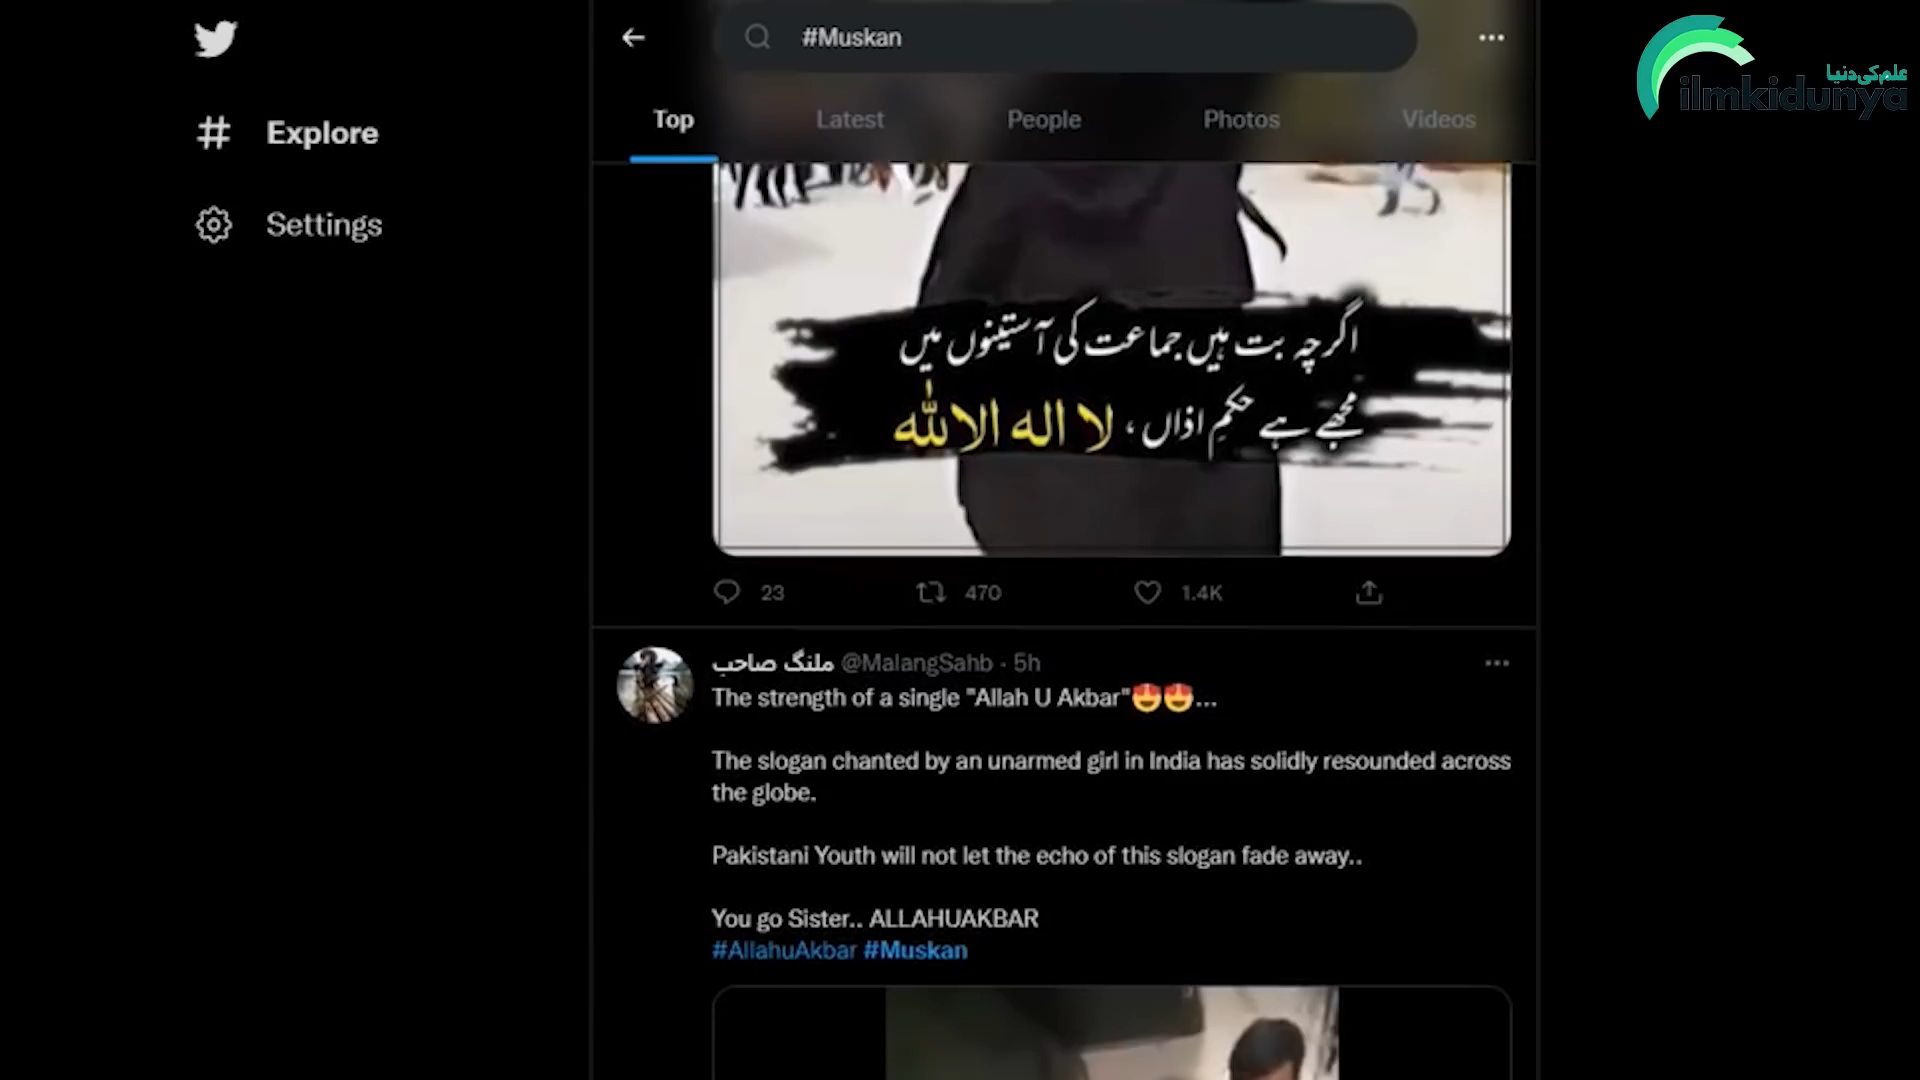 #Muskan
علم کی دنیا
ilmkidunya
Explore
Settings
Top
Latest
People
Photos
Videos
اگرچہ بت ہیں جماعت کی آستینوں میں
مجھے ہے حکمِ اذاں، لا الہ الا للہ
23
470
1.4K
ملنگ صاحب @MalangSahb · 5h
The strength of a single "Allah U Akbar"😍😍...
The slogan chanted by an unarmed girl in India has solidly resounded across
the globe.
Pakistani Youth will not let the echo of this slogan fade away..
You go Sister.. ALLAHUAKBAR
#AllahuAkbar #Muskan